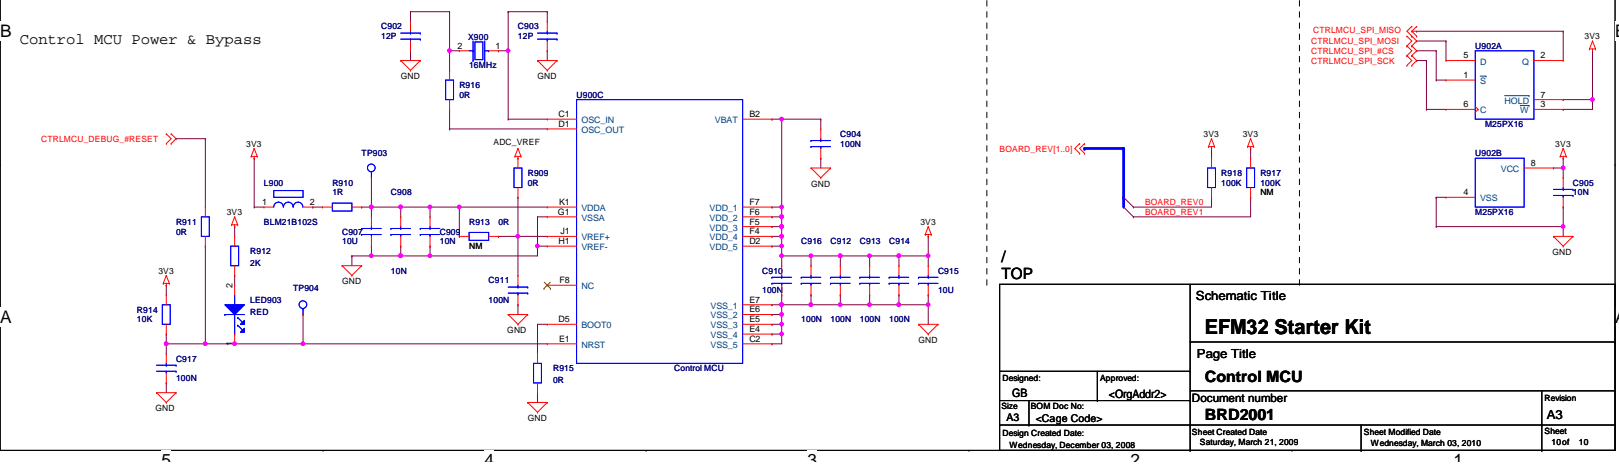 B
Control MCU Power & Bypass
C902
12P
GND
2
X900
1
16MHz
C903
12P
GND
R916
0R
U900C
C1
OSC_IN
D1
OSC_OUT
VBAT
B2
C904
100N
GND
CTRLMCU_DEBUG_#RESET
3V3
L900
1
2
BLM21B102S
R910
1R
TP903
C908
C907
10U
C909
10N
10N
GND
ADC_VREF
R909
0R
R913
0R
NM
K1
VDDA
G1
VSSA
J1
VREF+
H1
VREF-
F8
NC
D5
BOOT0
E1
NRST
C911
100N
GND
R915
0R
GND
R911
0R
3V3
R912
2K
2
LED903
RED
TP904
3V3
R914
10K
C917
100N
GND
VDD_1
F7
VDD_2
F6
VDD_3
F5
VDD_4
F4
VDD_5
D2
VSS_1
E7
VSS_2
E6
VSS_3
E5
VSS_4
E4
VSS_5
C2
Control MCU
3V3
C916
C912
C913
C914
C910
100N
C915
10U
100N
100N
100N
100N
GND
BOARD_REV[1..0]
3V3
3V3
R918
100K
R917
100K
NM
BOARD_REV0
BOARD_REV1
CTRLMCU_SPI_MISO
CTRLMCU_SPI_MOSI
CTRLMCU_SPI_#CS
CTRLMCU_SPI_SCK
U902A
5
D
Q
2
1
S
6
C
HOLD
7
W
3
M25PX16
3V3
U902B
VCC
8
4
VSS
M25PX16
3V3
C905
10N
GND
/
TOP
Schematic Title
EFM32 Starter Kit
Page Title
Control MCU
Designed:
GB
Approved:
<OrgAddr2>
Size
A3
BOM Doc No:
<Cage Code>
Document number
BRD2001
Revision
A3
Design Created Date:
Wednesday, December 03, 2008
Sheet Created Date
Saturday, March 21, 2009
Sheet Modified Date
Wednesday, March 03, 2010
Sheet
10of 10
A
5
4
3
2
1